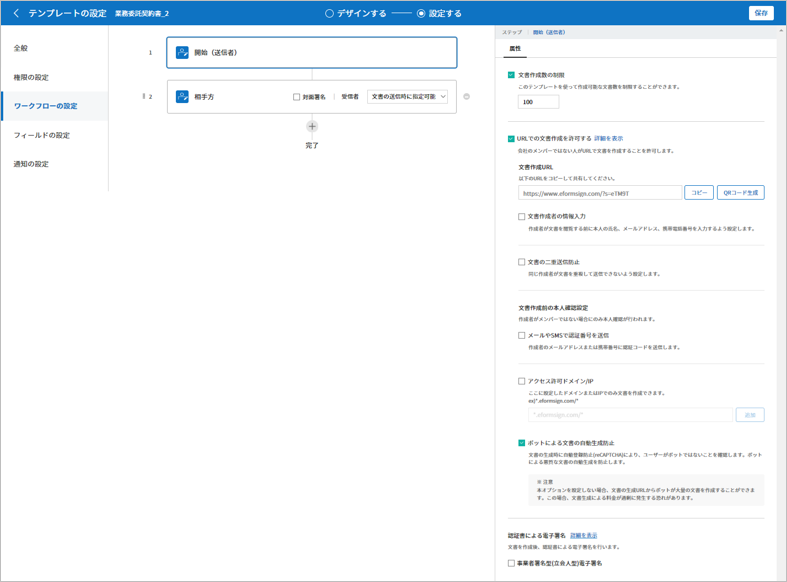 テンプレートの設定 業務委託契約書_2 デザインする 設定する 保存
全般
権限の設定
ワークフローの設定
フィールドの設定
通知の設定
1 開始（送信者）
2 相手方 対面署名 受信者 文書の送信時に指定可能
完了
ステップ 開始（送信者）
属性
文書作成数の制限
このテンプレートを使って作成可能な文書数を制限することができます。
100
URLでの文書作成を許可する 詳細を表示
当社のメンバーではない人がURLで文書を作成することを許可します。
文書作成URL
以下のURLをコピーして共有してください。
https://www.eformsign.com/?s=eTM9T コピー QRコード生成
文書作成者の情報入力
作成者が文書を閲覧する前に本人の氏名、メールアドレス、携帯電話番号を入力するよう設定します。
文書の二重送信防止
同じ作成者が文書を重複して送信できないよう設定します。
文書作成前の本人確認設定
作成者がメンバーではない場合にのみ本人確認が行われます。
メールやSMSで認証番号を送信
作成者のメールアドレスまたは携帯番号に認証コードを送信します。
アクセス許可ドメイン/IP
ここに設定したドメインまたはIPでのみ文書を作成できます。
ex)*.eformsign.com/*
*.eformsign.com/* 追加
ボットによる文書の自動生成防止
文書の生成時に自動登録防止(reCAPTCHA)により、ユーザーがボットではないことを確認します。ボット
による悪質な文書の自動生成を防止します。
※ 注意
本オプションを設定しない場合、文書の生成URLからボットが大量の文書を作成することができま
す。この場合、文書生成による料金が過剰に発生する恐れがあります。
認証書による電子署名 詳細を表示
文書を作成後、認証書による電子署名を行います。
事業者署名型(立会人型)電子署名